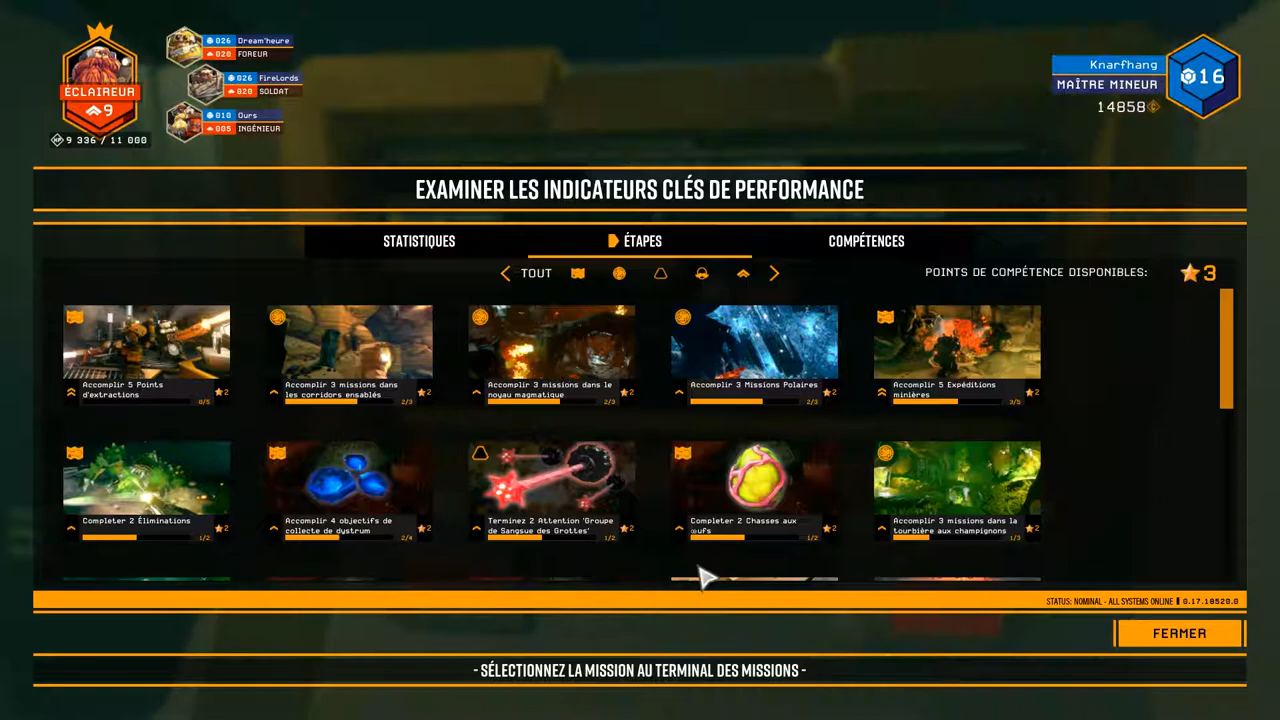 ÉCLAIREUR
9
9 336 / 11 000
026 Dream'heure
020 FOREUR
026 FireLords
020 SOLDAT
010 Ours
005 INGÉNIEUR
Knarfhang
MAÎTRE MINEUR
14858
16
EXAMINER LES INDICATEURS CLÉS DE PERFORMANCE
STATISTIQUES
ÉTAPES
COMPÉTENCES
TOUT
POINTS DE COMPÉTENCE DISPONIBLES:
3
Accomplir 5 Points
d'extractions
2
0/5
Accomplir 3 missions dans
les corridors ensablés
2
2/3
Accomplir 3 missions dans le
noyau magmatique
2
2/3
Accomplir 3 Missions Polaires
2
2/3
Accomplir 5 Expéditions
minières
2
3/5
Completer 2 Éliminations
2
1/2
Accomplir 4 objectifs de
collecte de dystrum
2
2/4
Terminez 2 Attention 'Groupe
de Sangsue des Grottes'
2
1/2
Completer 2 Chasses aux
œufs
2
1/2
Accomplir 3 missions dans la
tourbière aux champignons
2
1/3
STATUS: NOMINAL - ALL SYSTEMS ONLINE 0.17.18520.0
FERMER
- SÉLECTIONNEZ LA MISSION AU TERMINAL DES MISSIONS -